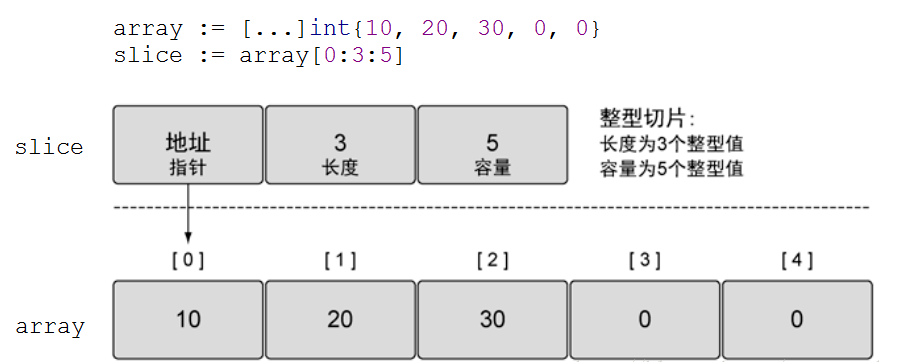 array := [...]int{10, 20, 30, 0, 0}
slice := array[0:3:5]
slice
地址
指针
3
长度
5
容量
整型切片：
长度为3个整型值
容量为5个整型值
[0] [1] [2] [3] [4]
array
10 20 30 0 0